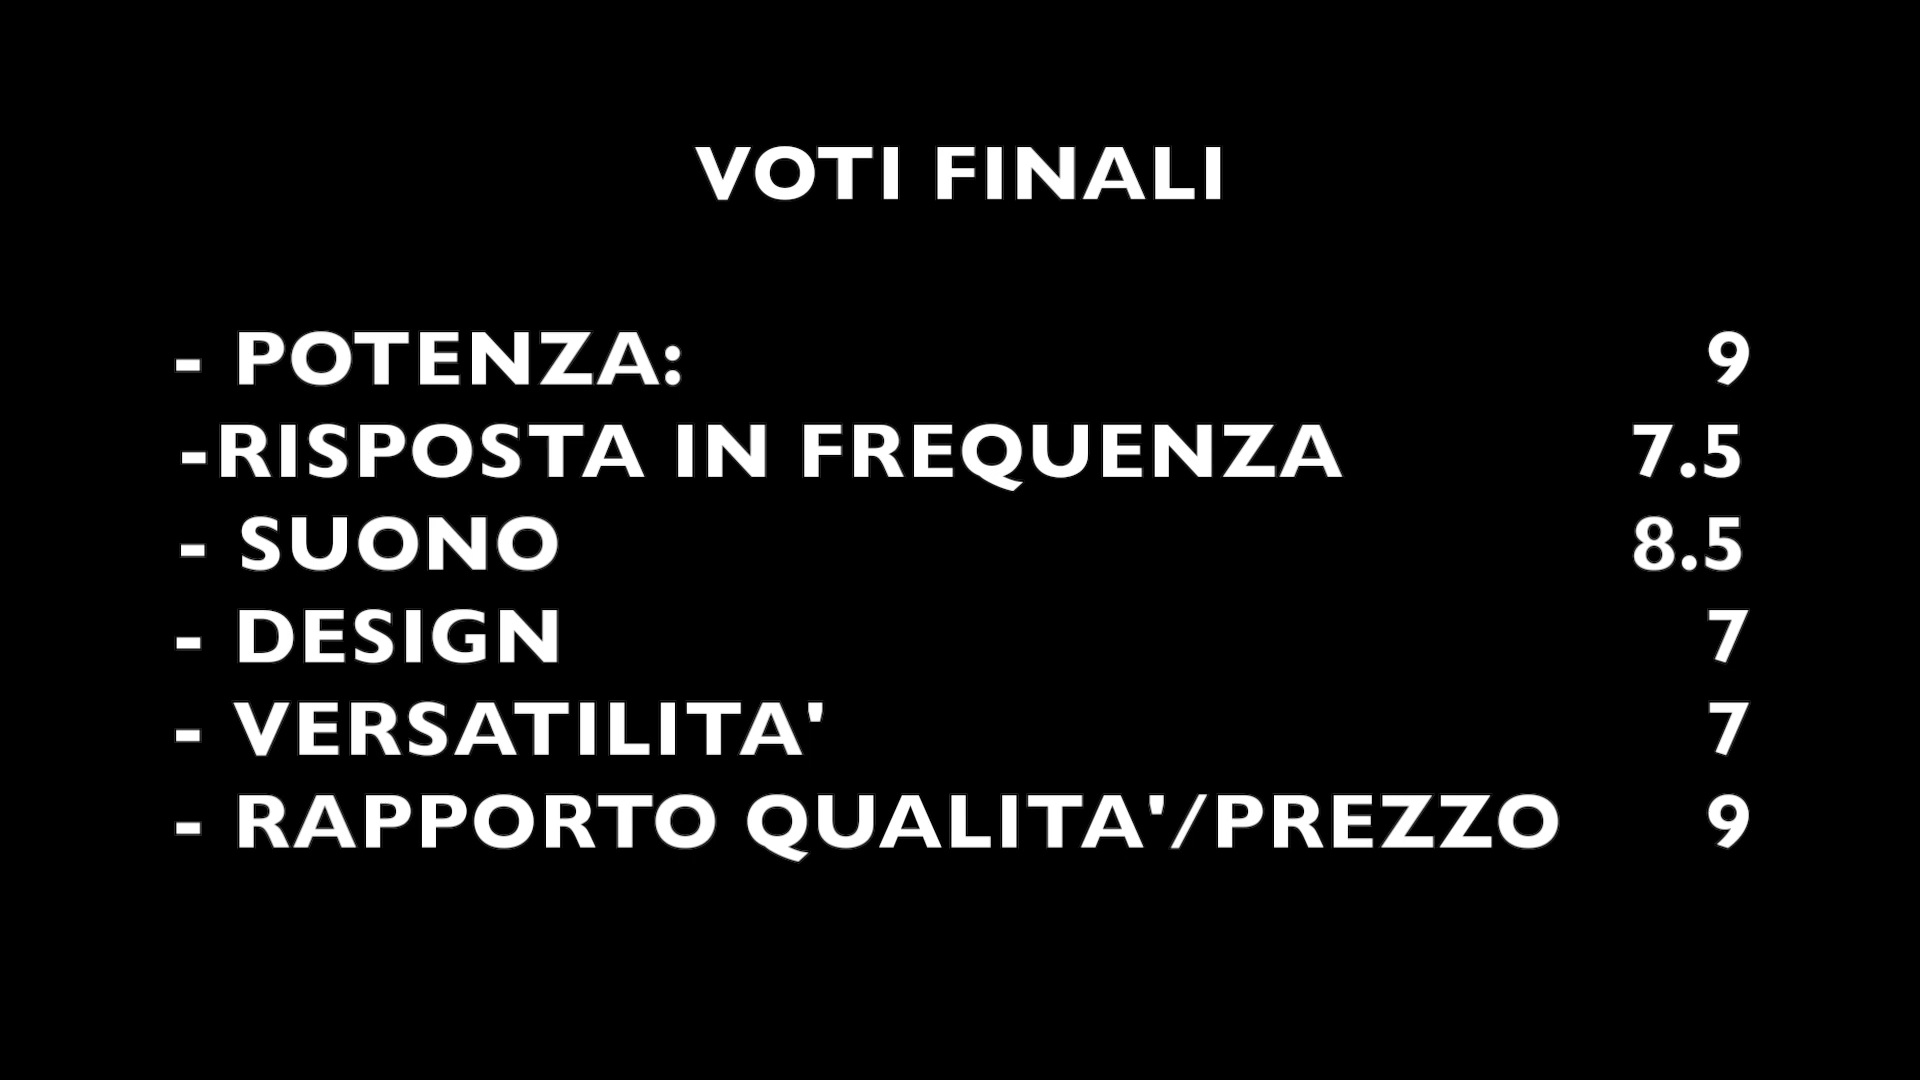 VOTI FINALI
- POTENZA: 9
-RISPOSTA IN FREQUENZA 7.5
- SUONO 8.5
- DESIGN 7
- VERSATILITA' 7
- RAPPORTO QUALITA'/PREZZO 9